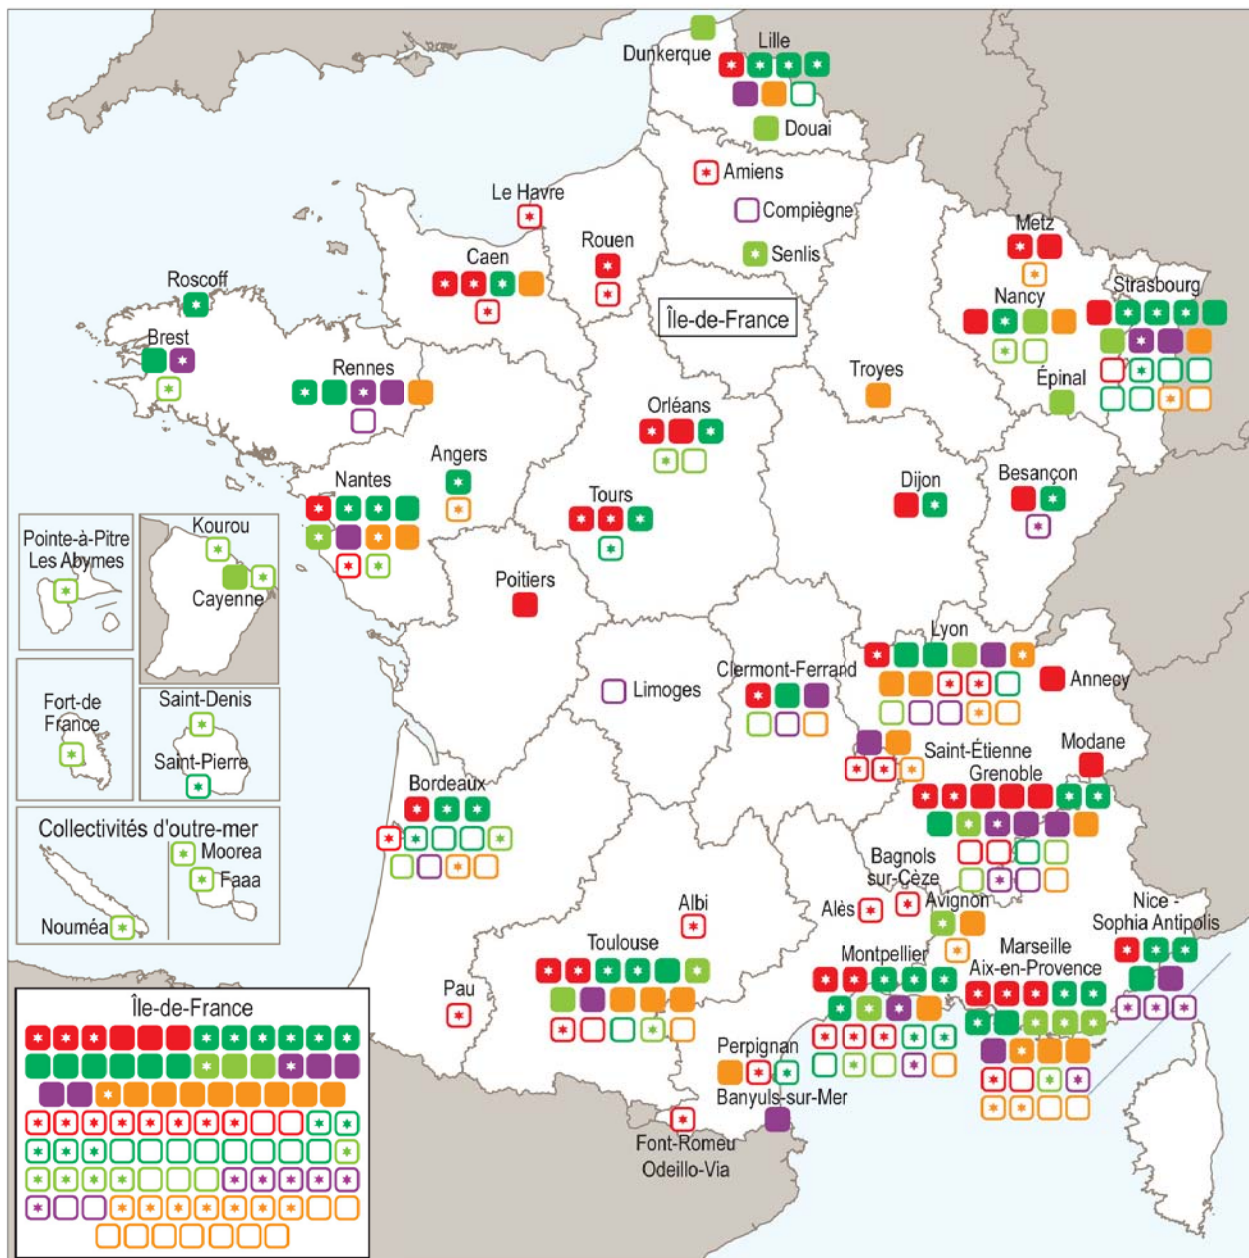 Dunkerque
Lille
Douai
Amiens
Compiègne
Senlis
Le Havre
Rouen
Caen
Metz
Nancy
Strasbourg
Épinal
Île-de-France
Roscoff
Brest
Rennes
Troyes
Orléans
Angers
Nantes
Tours
Dijon
Besançon
Pointe-à-Pitre
Les Abymes
Kourou
Cayenne
Poitiers
Fort-de
France
Saint-Denis
Saint-Pierre
Limoges
Clermont-Ferrand
Lyon
Annecy
Saint-Étienne
Modane
Grenoble
Bordeaux
Collectivités d'outre-mer
Moorea
Faaa
Nouméa
Bagnols
sur-Cèze
Alès
Avignon
Nice -
Sophia Antipolis
Albi
Toulouse
Montpellier
Marseille
Aix-en-Provence
Pau
Perpignan
Banyuls-sur-Mer
Font-Romeu
Odeillo-Via
Île-de-France